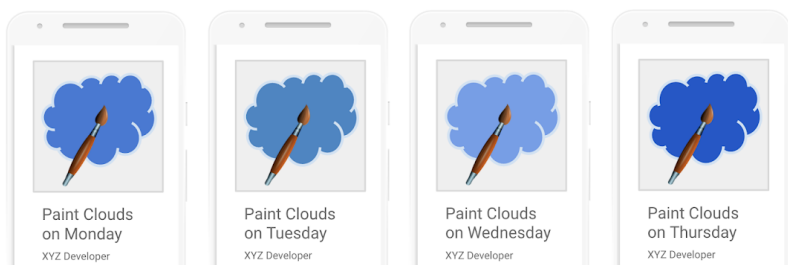 Paint Clouds
on Monday
XYZ Developer
Paint Clouds
on Tuesday
XYZ Developer
Paint Clouds
on Wednesday
XYZ Developer
Paint Clouds
on Thursday
XYZ Developer